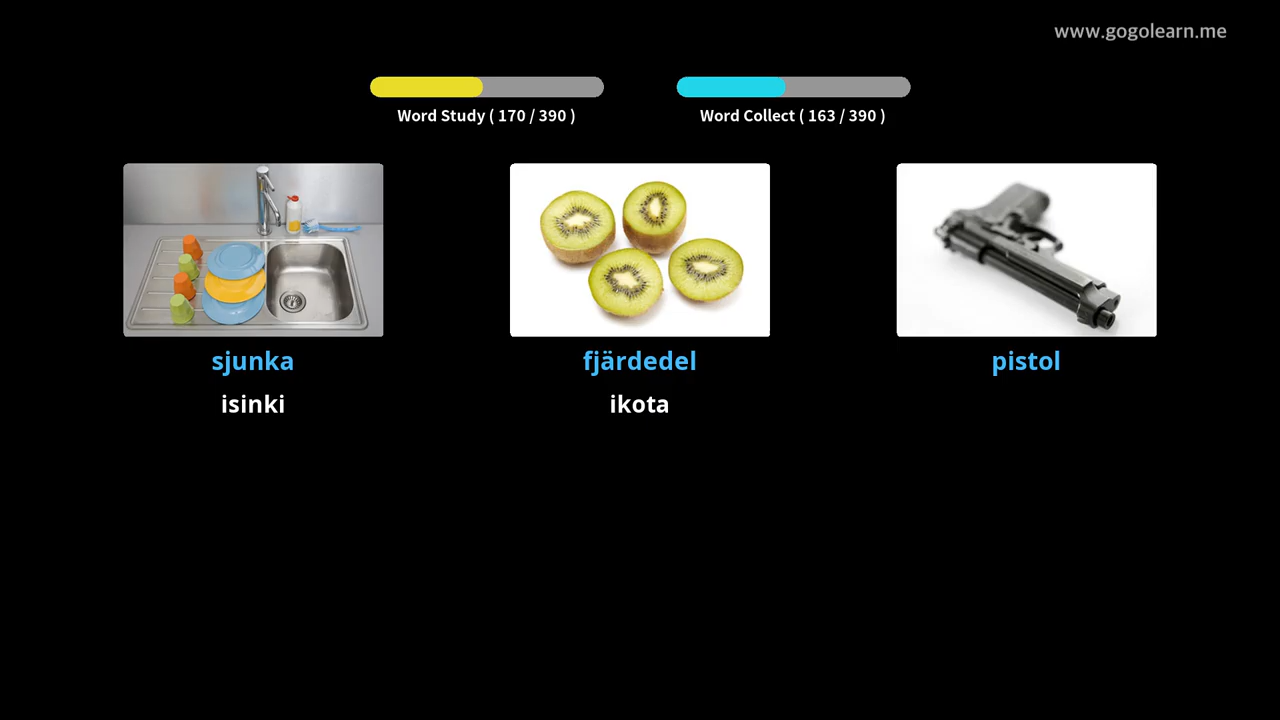 www.gogolearn.me
Word Study ( 170 / 390 )
Word Collect ( 163 / 390 )
sjunka
fjärdedel
pistol
isinki
ikota